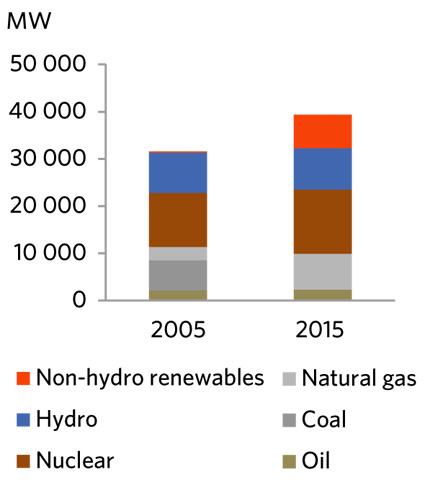 MW
50 000
40 000
30 000
20 000
10 000
0
2005 2015
Non-hydro renewables Natural gas
Hydro Coal
Nuclear Oil